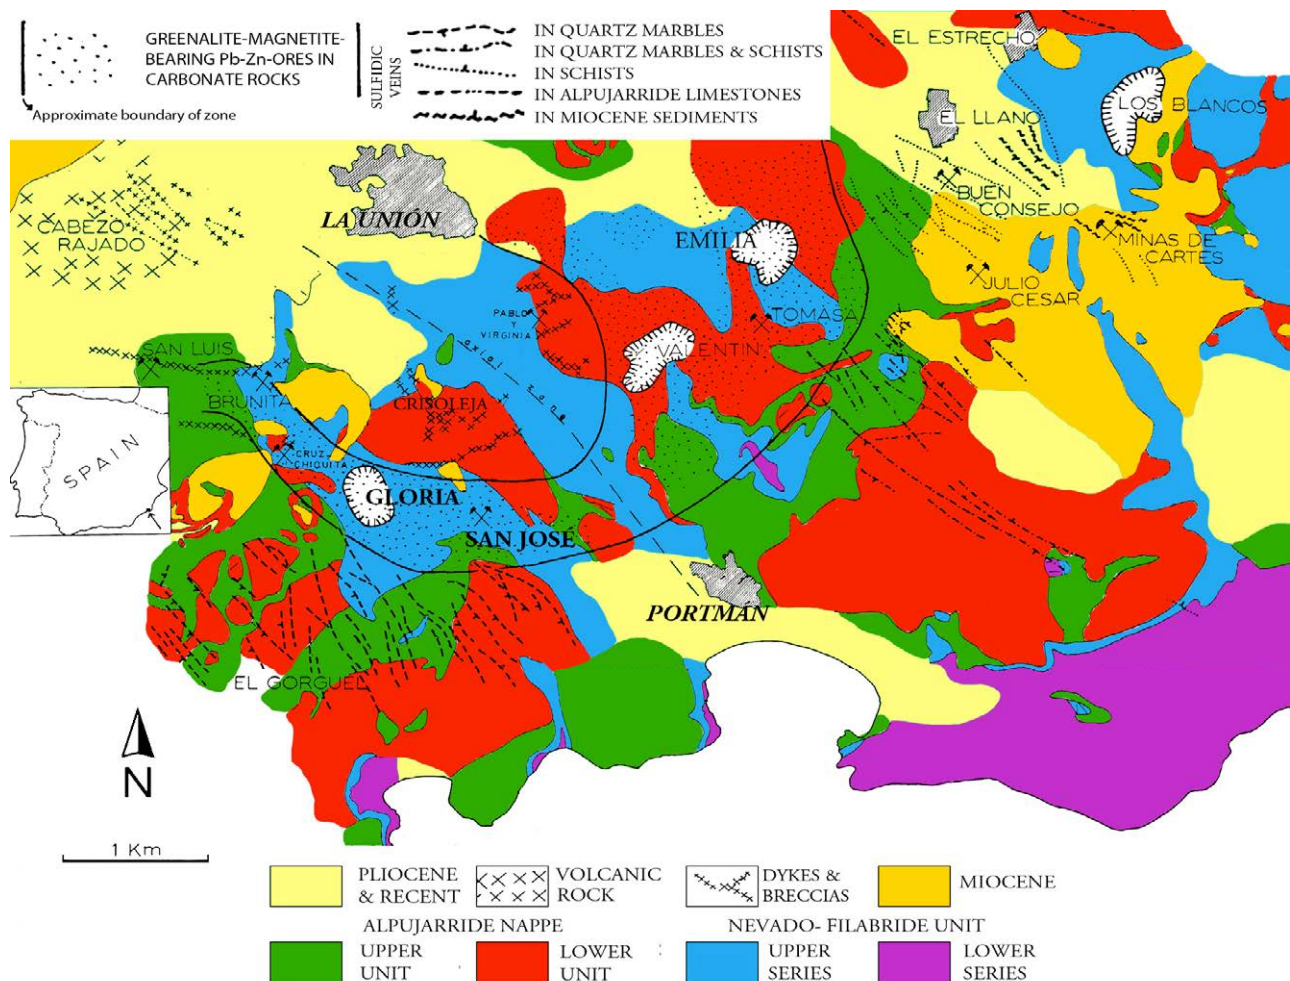 GREENALITE-MAGNETITE-
BEARING Pb-Zn-ORES IN
CARBONATE ROCKS
Approximate boundary of zone
SULFIDIC
VEINS
IN QUARTZ MARBLES
IN QUARTZ MARBLES & SCHISTS
IN SCHISTS
IN ALPUJARRIDE LIMESTONES
IN MIOCENE SEDIMENTS
EL ESTRECHO
LOS BLANCOS
EL LLANO
BUEN
CONSEJO
MINAS DE
CARTES
JULIO
CESAR
CABEZO
RAJADO
LA UNIÓN
EMILIA
PABLO
Y
VIRGINIA
TOMASA
VALENTIN
SAN LUIS
axial zone
BRUNITA
CRISOLEJA
CRUZ
CHIQUITA
SPAIN
GLORIA
SAN JOSÉ
PORTMAN
EL GORGUEL
N
1 Km
PLIOCENE
& RECENT
VOLCANIC
ROCK
DYKES &
BRECCIAS
MIOCENE
ALPUJARRIDE NAPPE
NEVADO- FILABRIDE UNIT
UPPER
UNIT
LOWER
UNIT
UPPER
SERIES
LOWER
SERIES